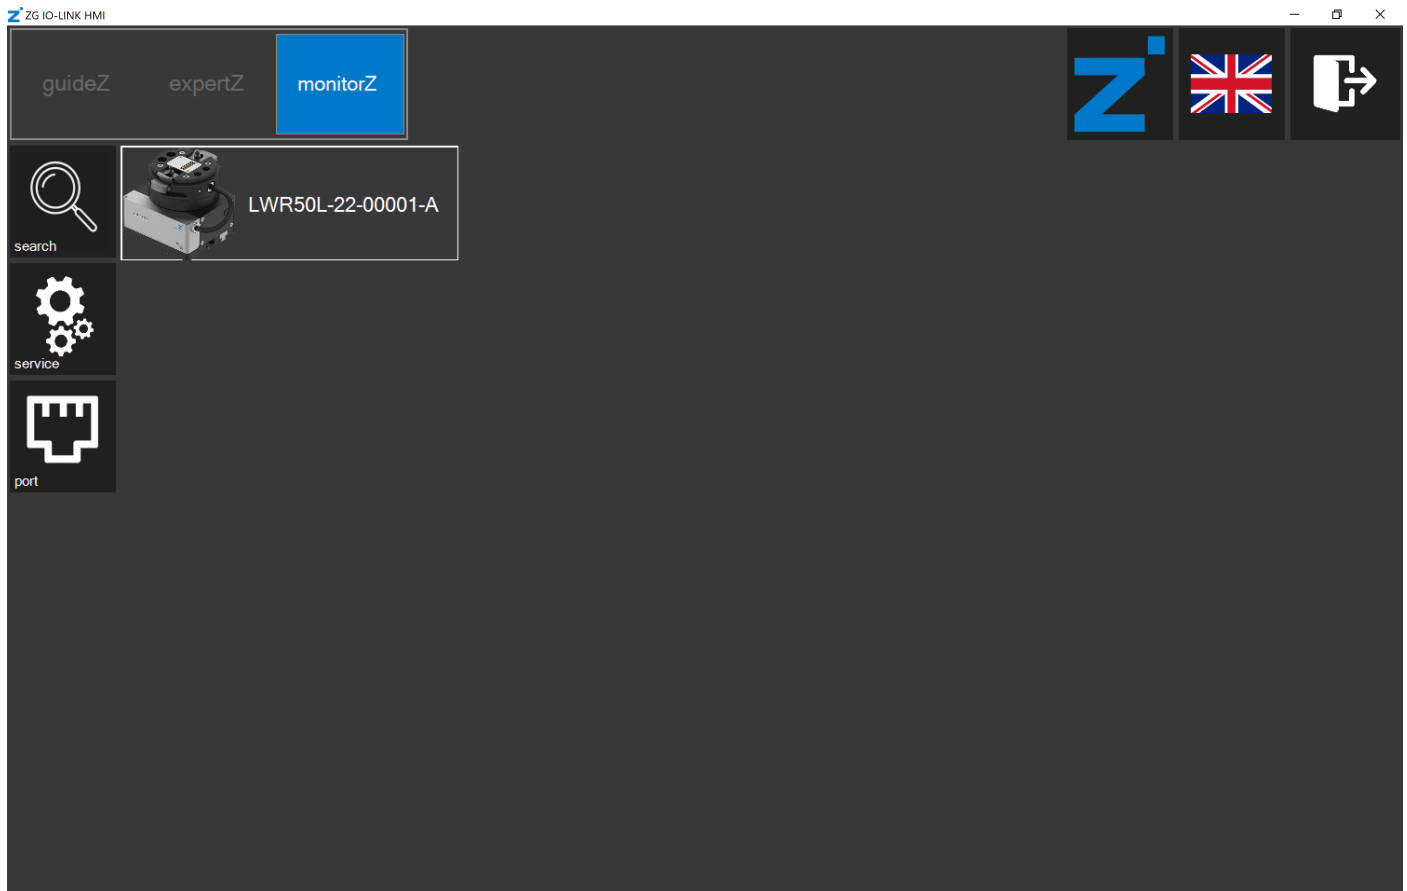 ZG IO-LINK HMI
guideZ expertZ monitorZ
search
LWR50L-22-00001-A
service
port